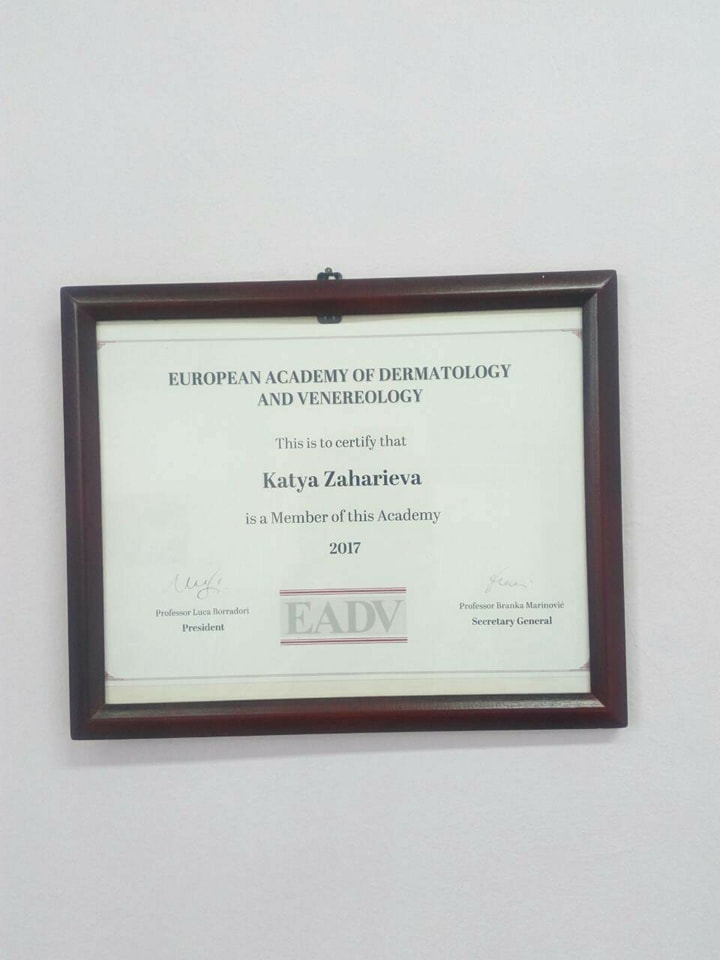 EUROPEAN ACADEMY OF DERMATOLOGY
AND VENEREOLOGY
This is to certify that
Katya Zaharieva
is a Member of this Academy
2017
Professor Luca Borradori
President
EADV
Professor Branka Marinović
Secretary General